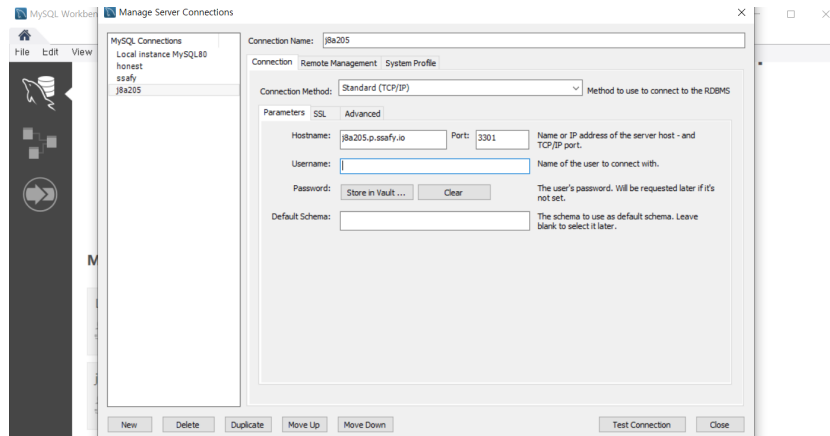 MySQL Workben
Manage Server Connections
File Edit View
MySQL Connections
Local instance MySQL80
honest
ssafy
j8a205
Connection Name: j8a205
Connection Remote Management System Profile
Connection Method: Standard (TCP/IP) Method to use to connect to the RDBMS
Parameters SSL Advanced
Hostname: j8a205.p.ssafy.io Port: 3301 Name or IP address of the server host - and
TCP/IP port.
Username: Name of the user to connect with.
Password: Store in Vault ... Clear The user's password. Will be requested later if it's
not set.
Default Schema: The schema to use as default schema. Leave
blank to select it later.
M
New Delete Duplicate Move Up Move Down Test Connection Close